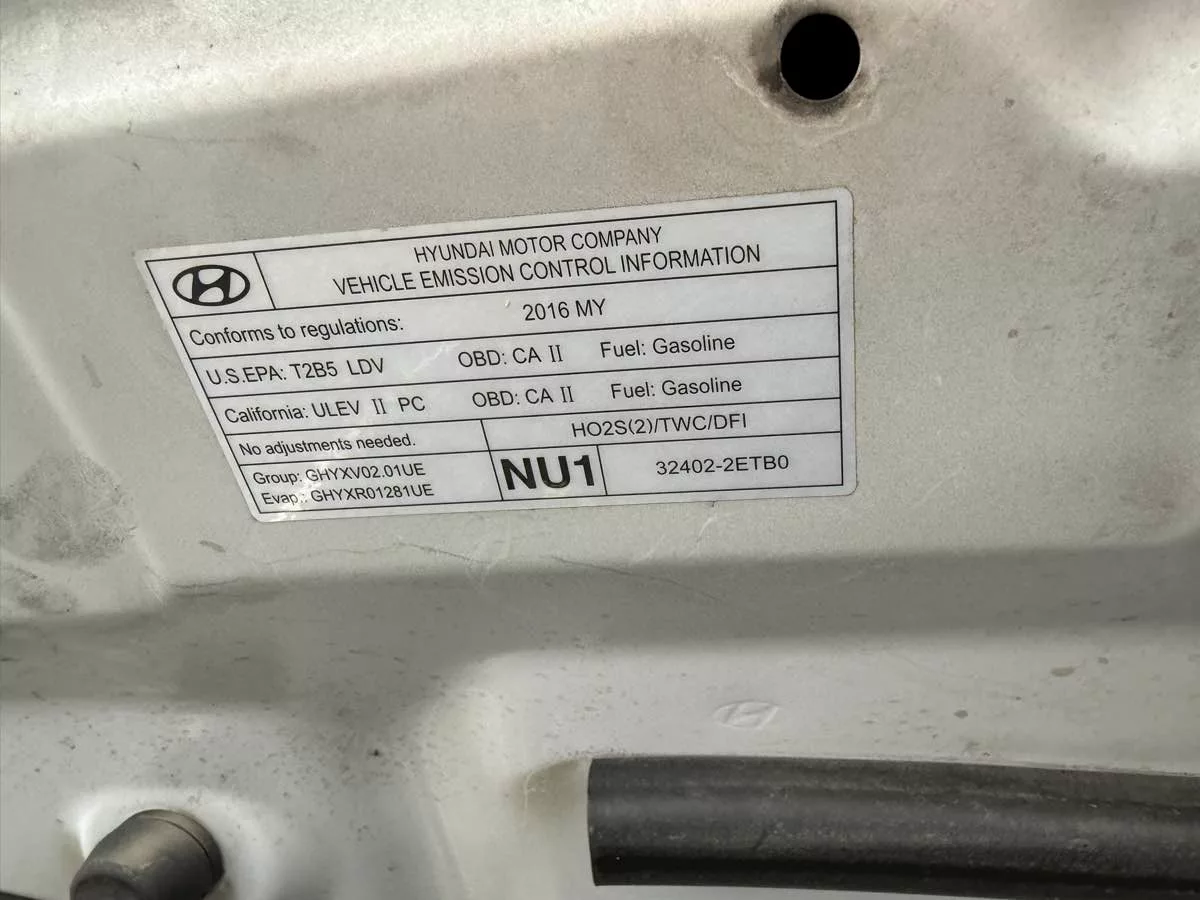 HYUNDAI MOTOR COMPANY
VEHICLE EMISSION CONTROL INFORMATION
Conforms to regulations: 2016 MY
U.S.EPA: T2B5 LDV OBD: CA II Fuel: Gasoline
California: ULEV II PC OBD: CA II Fuel: Gasoline
No adjustments needed. HO2S(2)/TWC/DFI
Group: GHYXV02.01UE
Evap.: GHYXR01281UE
NU1
32402-2ETB0